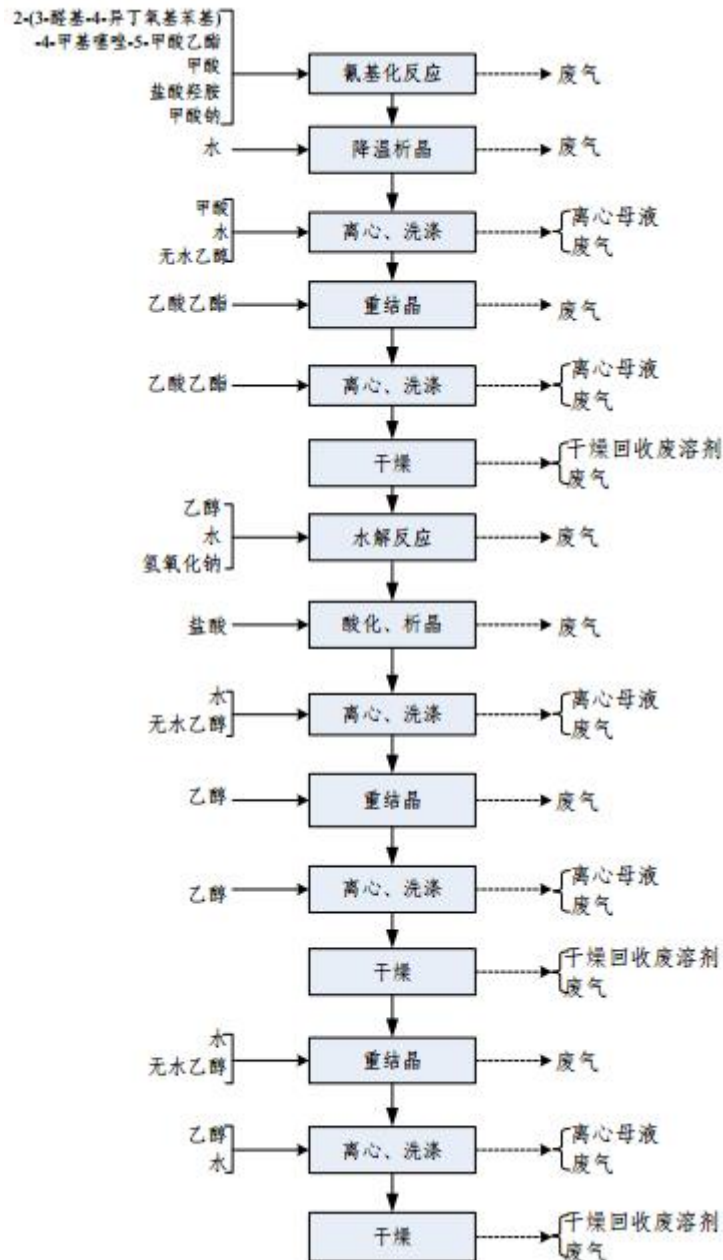 2-(3-醛基-4-异丁氧基苯基)
-4-甲基噻唑-5-甲酸乙酯
甲酸
盐酸羟胺
甲酸钠
氰基化反应
废气
水
降温析晶
废气
甲酸
水
无水乙醇
离心、洗涤
离心母液
废气
乙酸乙酯
重结晶
废气
乙酸乙酯
离心、洗涤
离心母液
废气
干燥
干燥回收废溶剂
废气
乙醇
水
氢氧化钠
水解反应
废气
盐酸
酸化、析晶
废气
水
无水乙醇
离心、洗涤
离心母液
废气
乙醇
重结晶
废气
乙醇
离心、洗涤
离心母液
废气
干燥
干燥回收废溶剂
废气
水
无水乙醇
重结晶
废气
乙醇
水
离心、洗涤
离心母液
废气
干燥
干燥回收废溶剂
废气